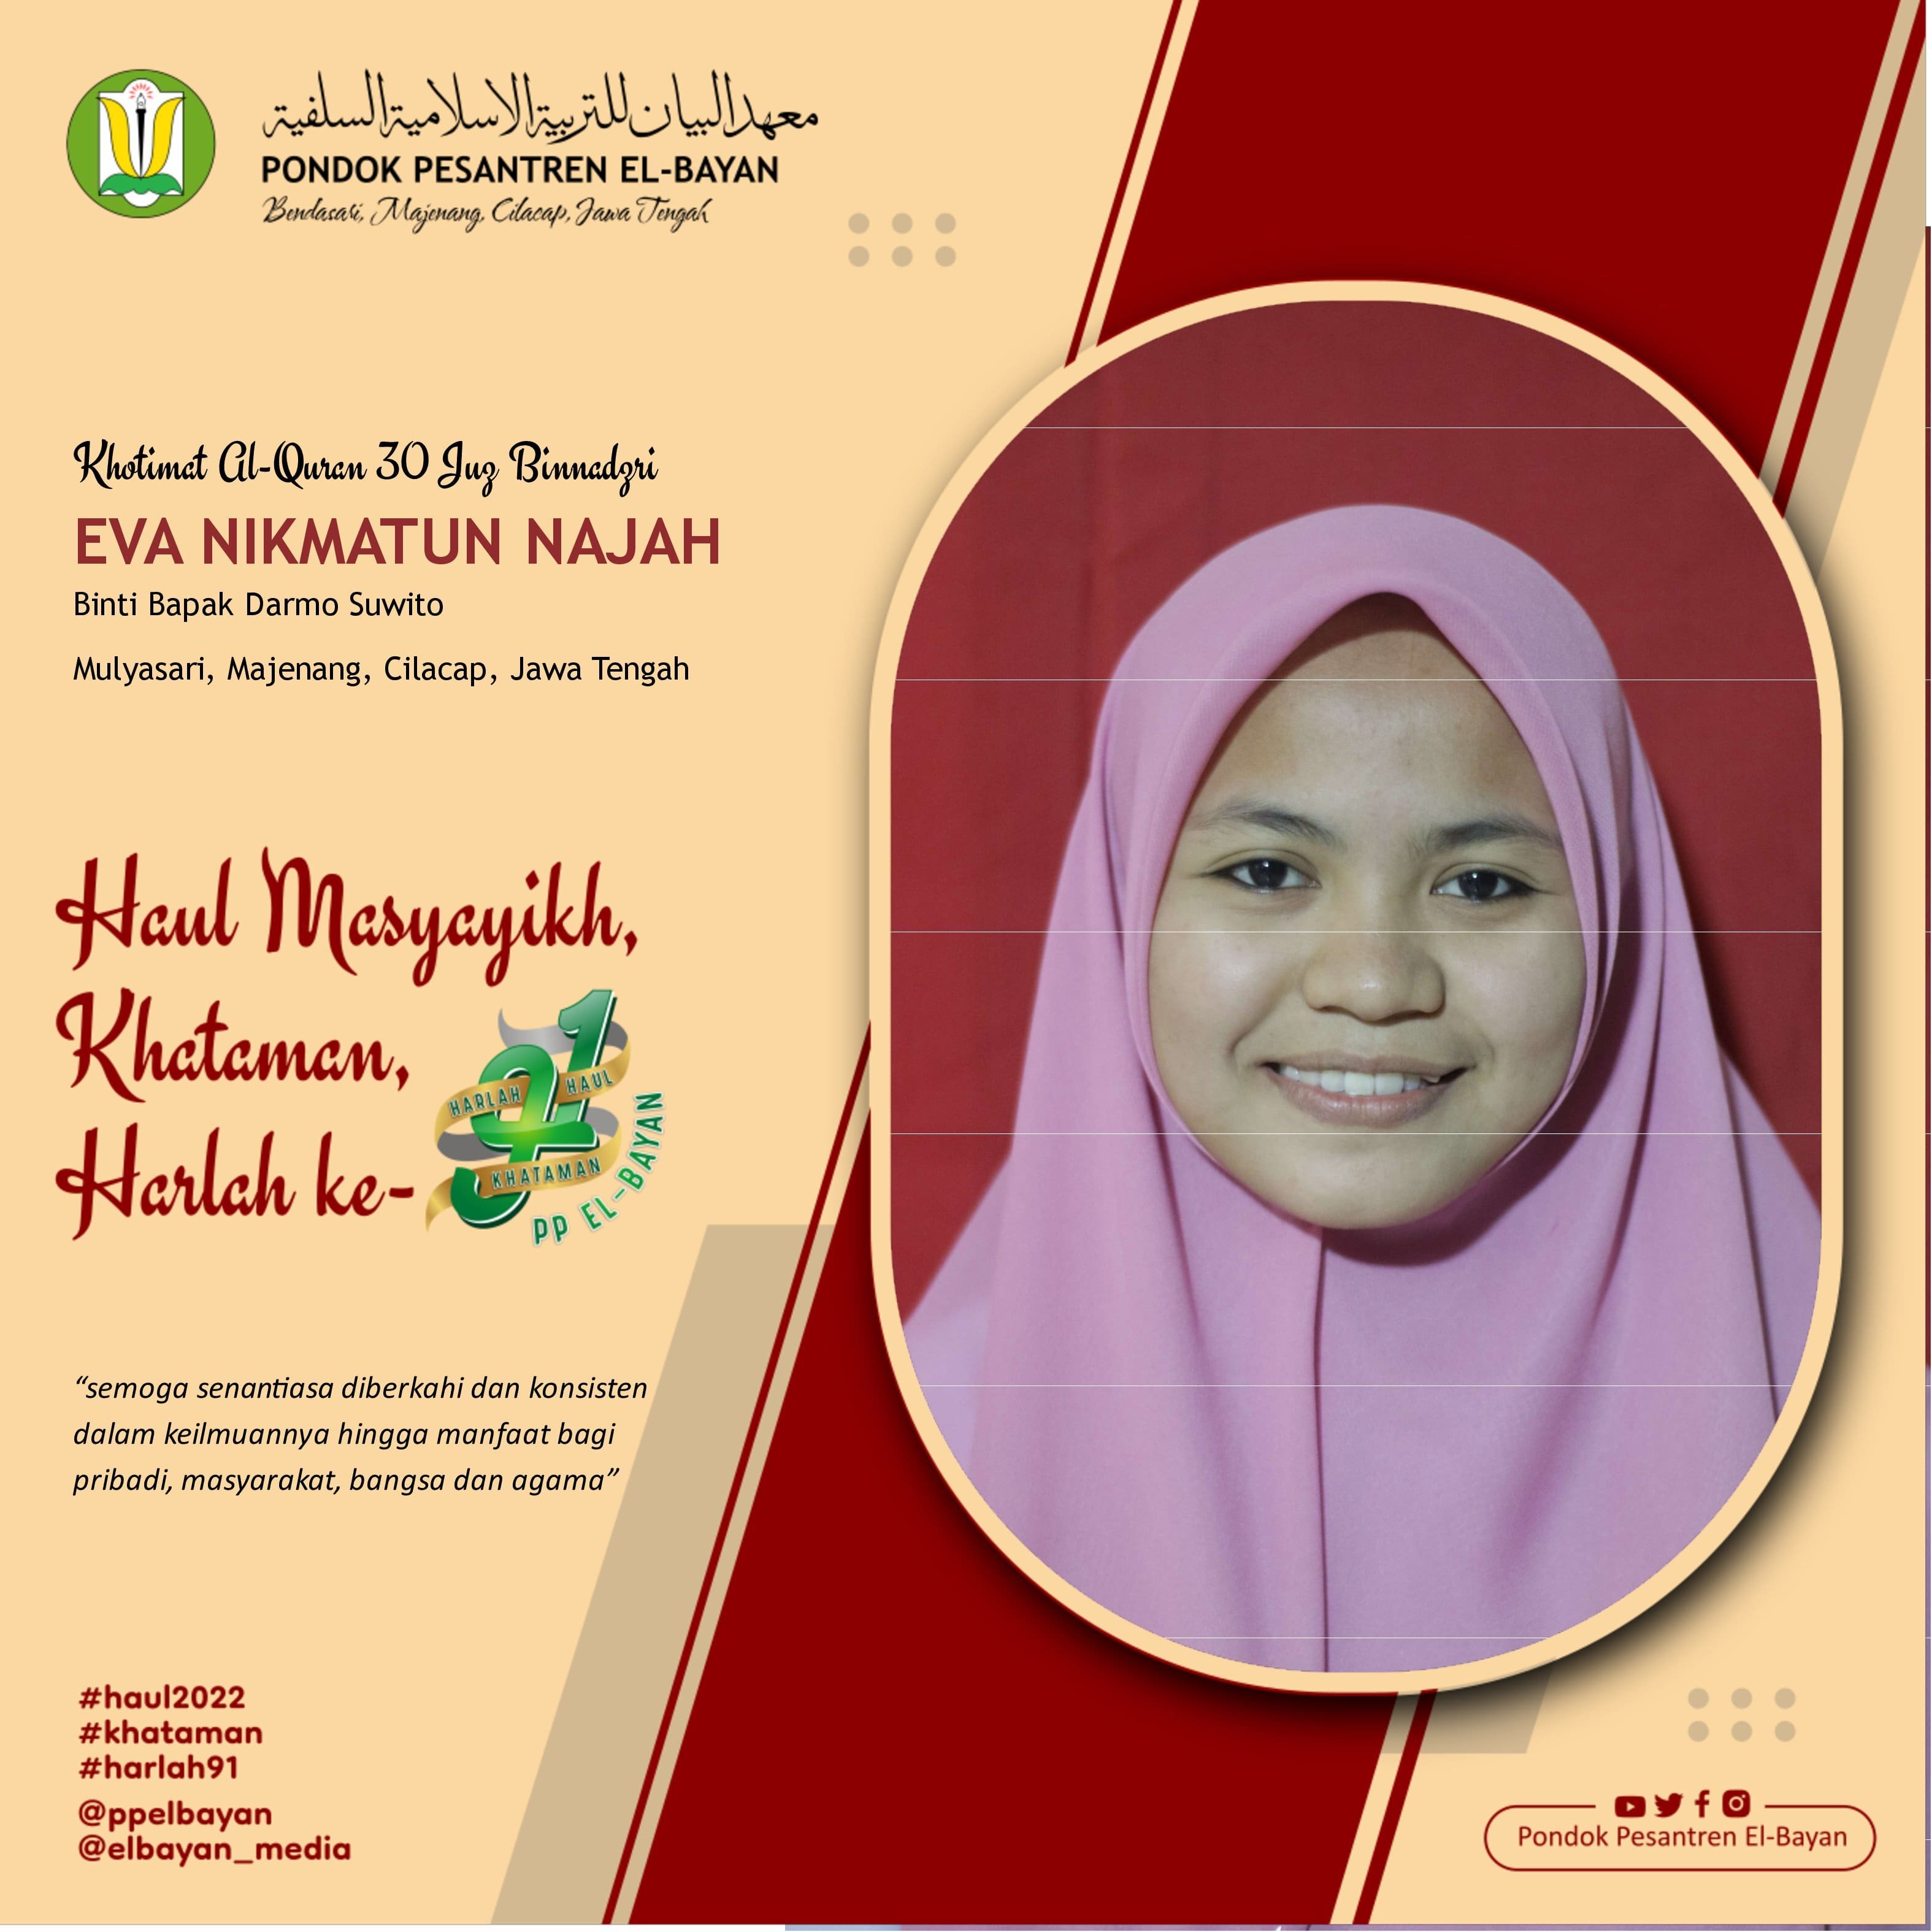 معهد البيان للتربية الاسلامية السلفية
PONDOK PESANTREN EL-BAYAN
Bendasari, Majenang, Cilacap, Jawa Tengah
Khotimat Al-Quran 30 Juz Binnadzri
EVA NIKMATUN NAJAH
Binti Bapak Darmo Suwito
Mulyasari, Majenang, Cilacap, Jawa Tengah
Haul Masyayikh,
Khataman,
Harlah ke-
91
HARLAH HAUL
KHATAMAN
PP EL-BAYAN
“semoga senantiasa diberkahi dan konsisten
dalam keilmuannya hingga manfaat bagi
pribadi, masyarakat, bangsa dan agama”
#haul2022
#khataman
#harlah91
@ppelbayan
@elbayan_media
Pondok Pesantren El-Bayan